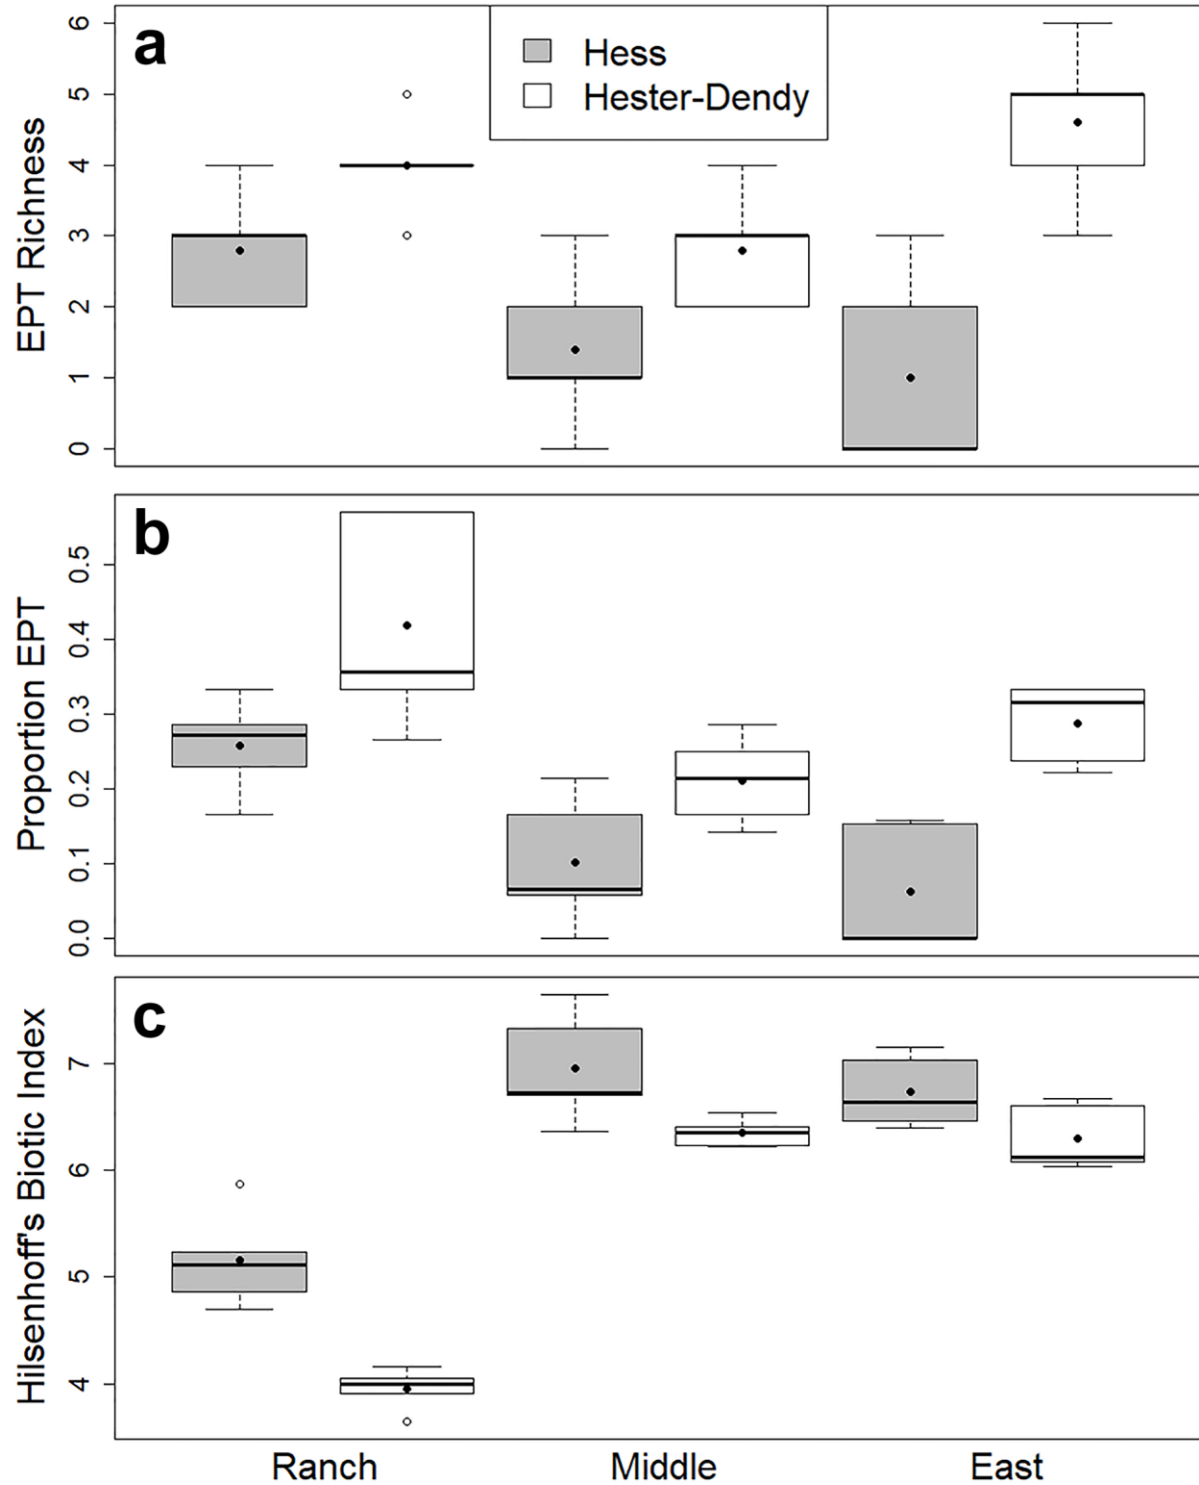 a
Hess
Hester-Dendy
EPT Richness
6
5
4
3
2
1
0
b
Proportion EPT
0.5
0.4
0.3
0.2
0.1
0.0
c
Hilsenhoff's Biotic Index
7
6
5
4
Ranch Middle East